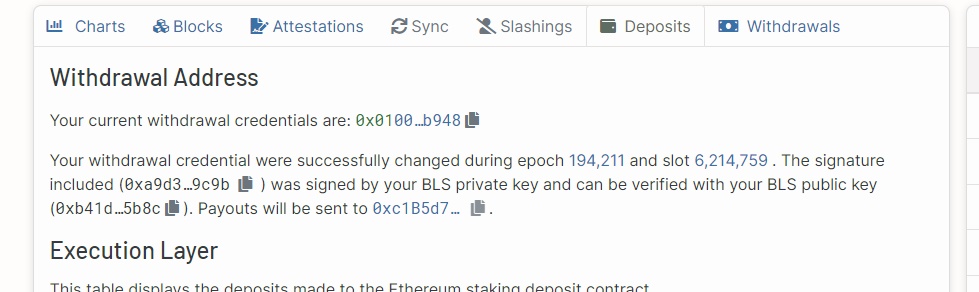 Charts Blocks Attestations Sync Slashings Deposits Withdrawals
Withdrawal Address
Your current withdrawal credentials are: 0x0100…b948
Your withdrawal credential were successfully changed during epoch 194,211 and slot 6,214,759 . The signature
included (0xa9d3…9c9b ) was signed by your BLS private key and can be verified with your BLS public key
(0xb41d…5b8c ). Payouts will be sent to 0xc1B5d7… .
Execution Layer
This table displays the deposits made to the Ethereum staking deposit contract.